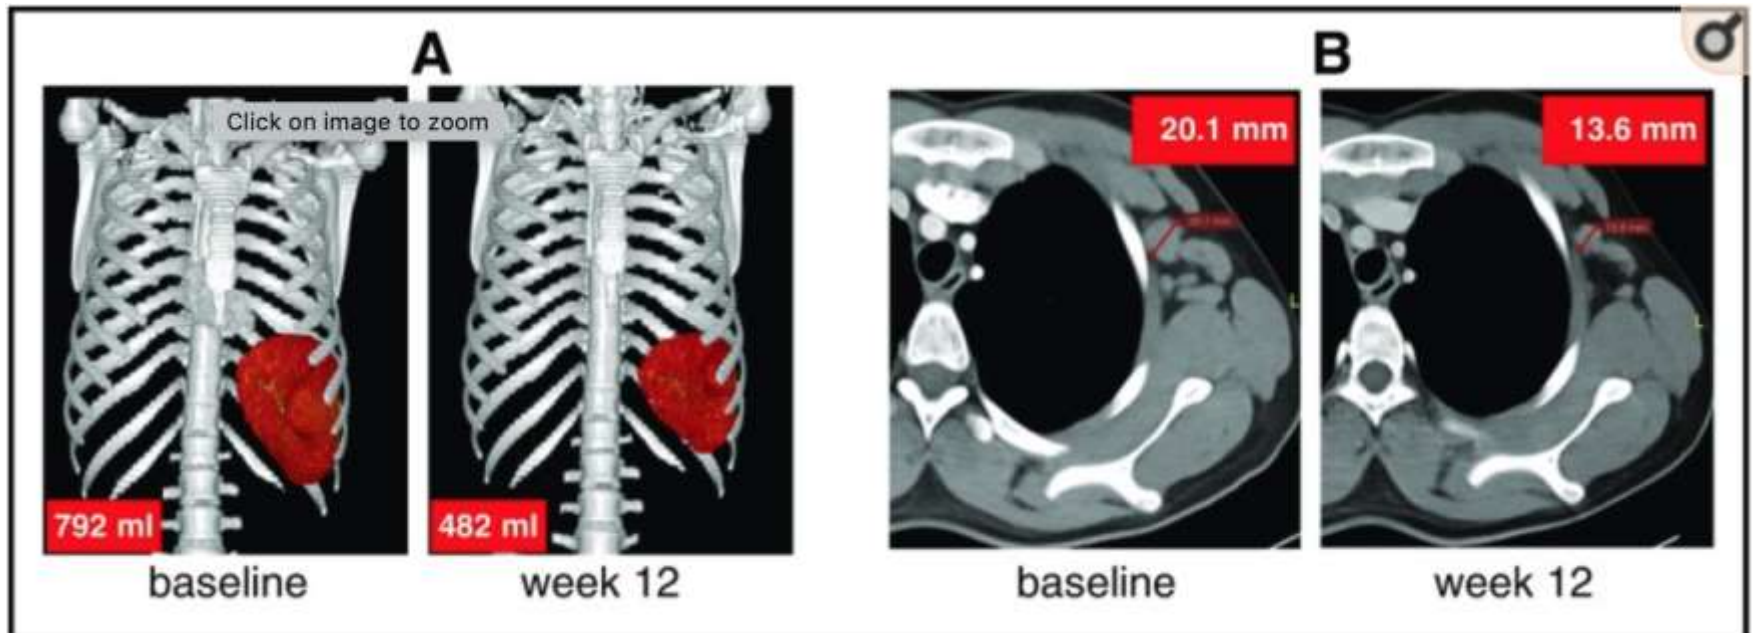 A
B
Click on image to zoom
20.1 mm
13.6 mm
L
L
792 ml
482 ml
baseline
week 12
baseline
week 12